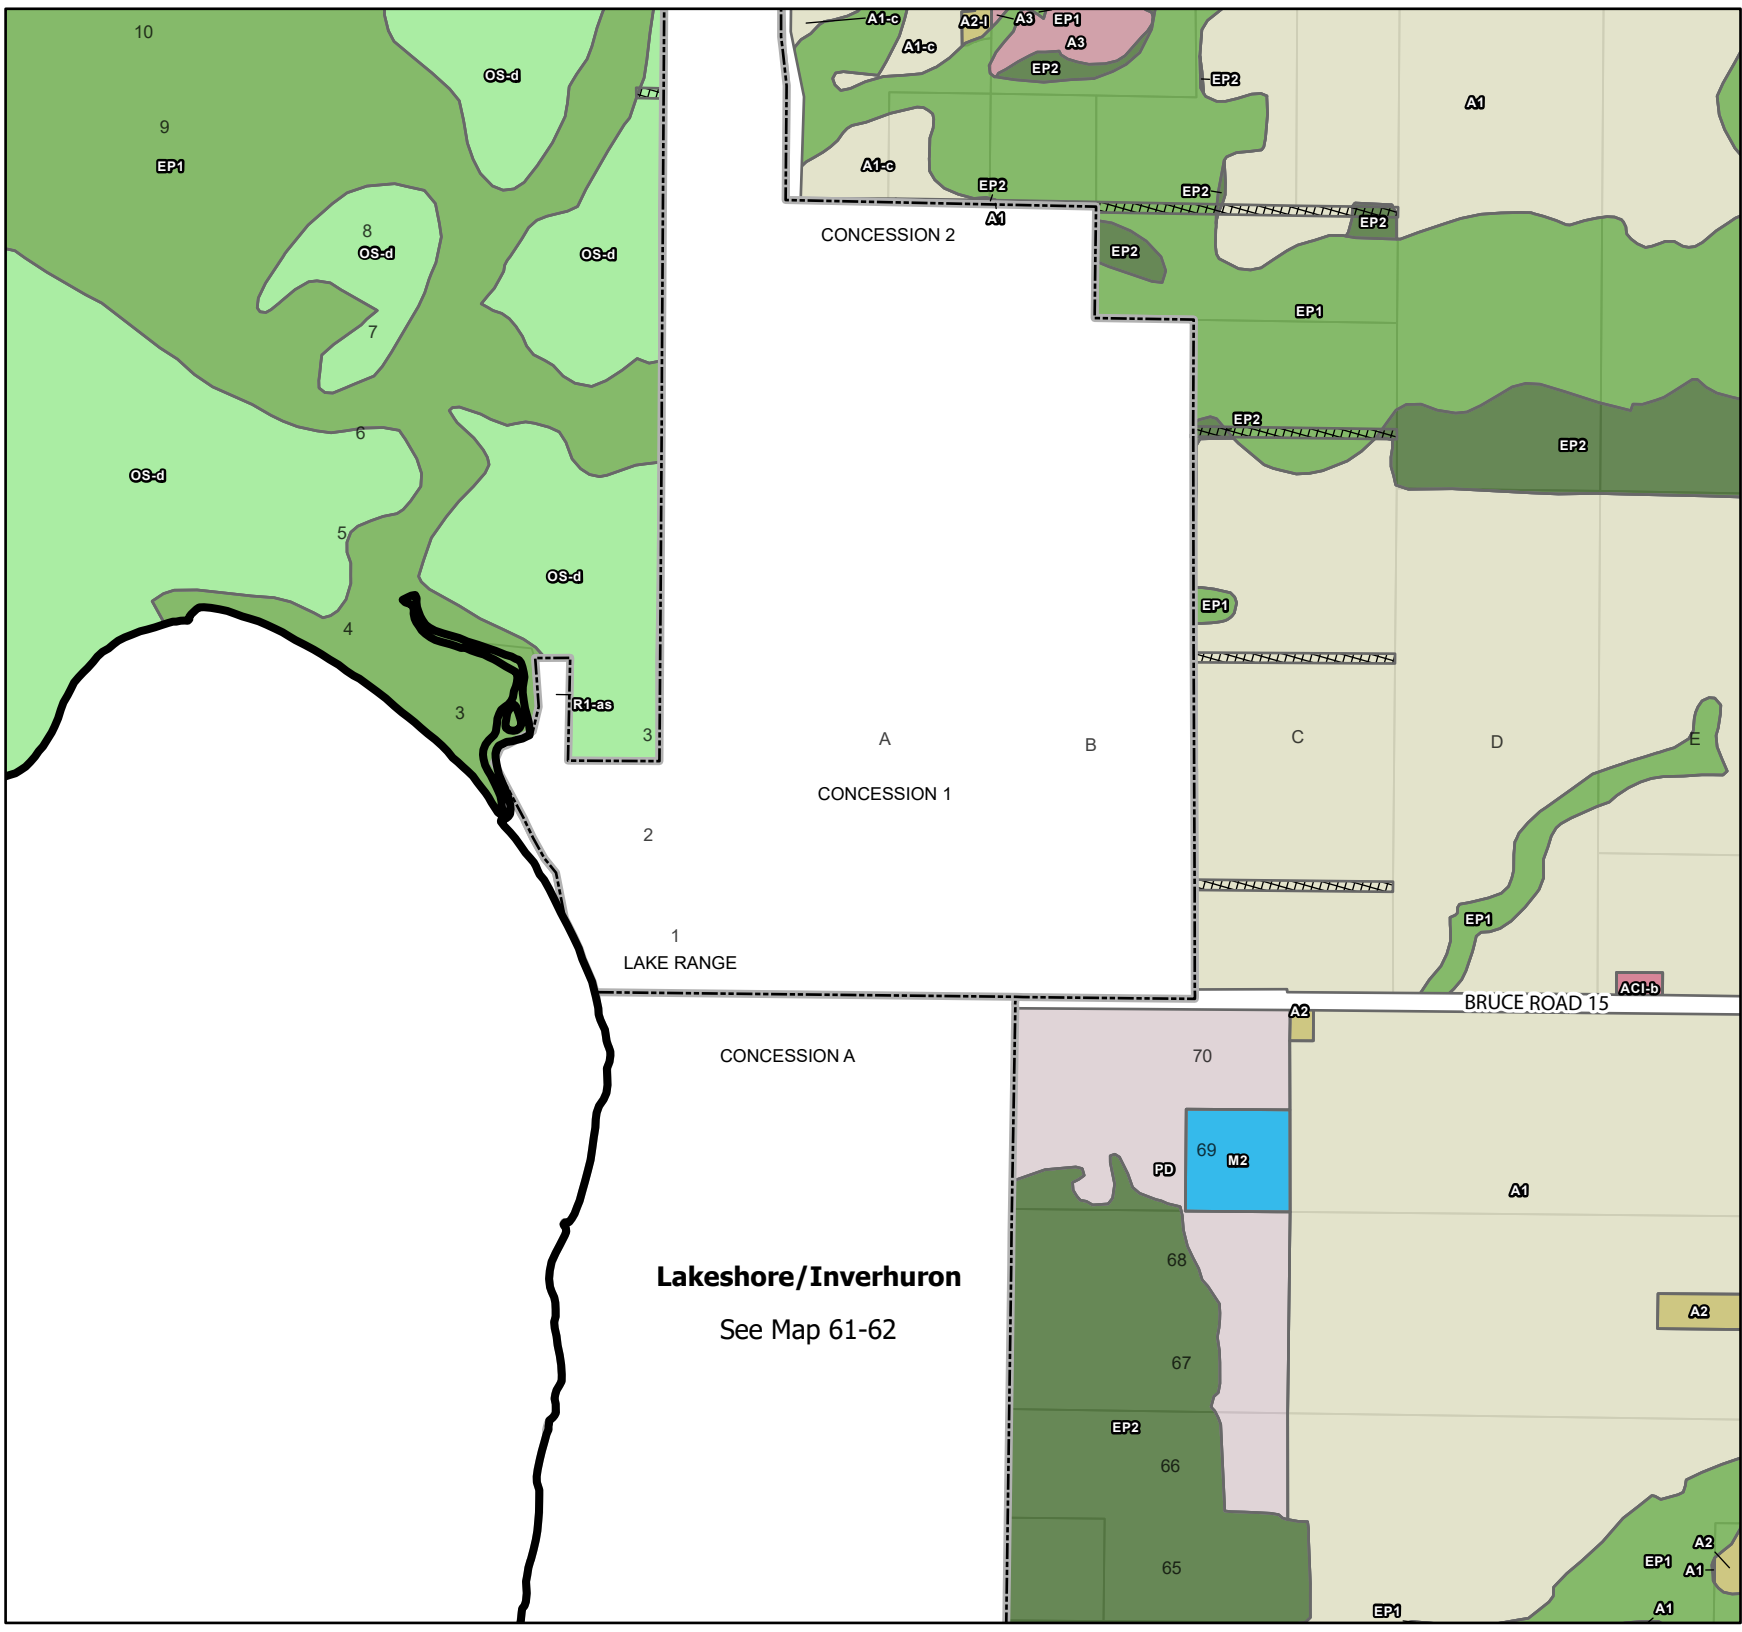 10
OS-d
A1-c
A2-l
A3
EP1
A1-c
A3
EP2
EP2
A1
9
EP1
A1-c
EP2
EP2
A1
EP2
8
OS-d
OS-d
CONCESSION 2
EP2
EP1
7
6
EP2
EP2
OS-d
5
OS-d
EP1
4
3
R1-as
3
A
B
C
D
E
CONCESSION 1
2
EP1
1
LAKE RANGE
ACI-b
BRUCE ROAD 15
A2
CONCESSION A
70
69
M2
PD
A1
68
Lakeshore/Inverhuron
See Map 61-62
A2
67
EP2
66
65
A2
EP1
A1
EP1
A1